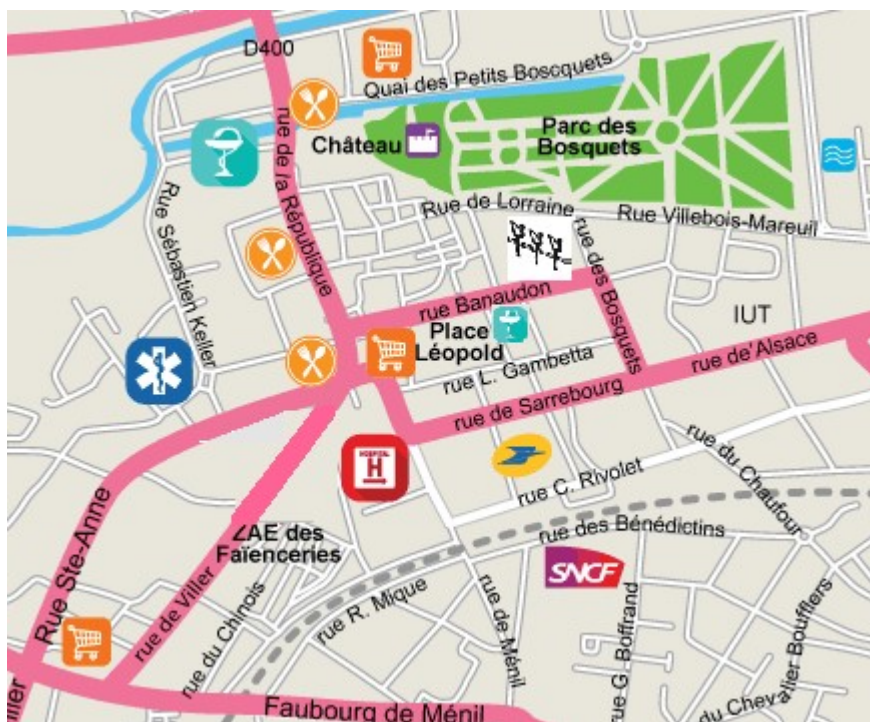 D400
Quai des Petits Boscquets
rue de la République
Château
Parc des
Bosquets
Rue de Lorraine
Rue Villebois-Mareuil
Rue Sébastien Keller
rue des Bosquets
rue Banaudon
IUT
Place
Léopold
rue L. Gambetta
rue de'Alsace
rue de Sarrebourg
HOSPITAL
H
rue C. Rivolet
rue du Chaufour
ZAE des
Faïenceries
rue des Bénédictins
SNCF
Rue Ste-Anne
rue de Viller
rue du Chinois
rue R. Mique
rue de Ménil
rue G. Boffrand
du Chevalier Boufflers
iller
Faubourg de Ménil